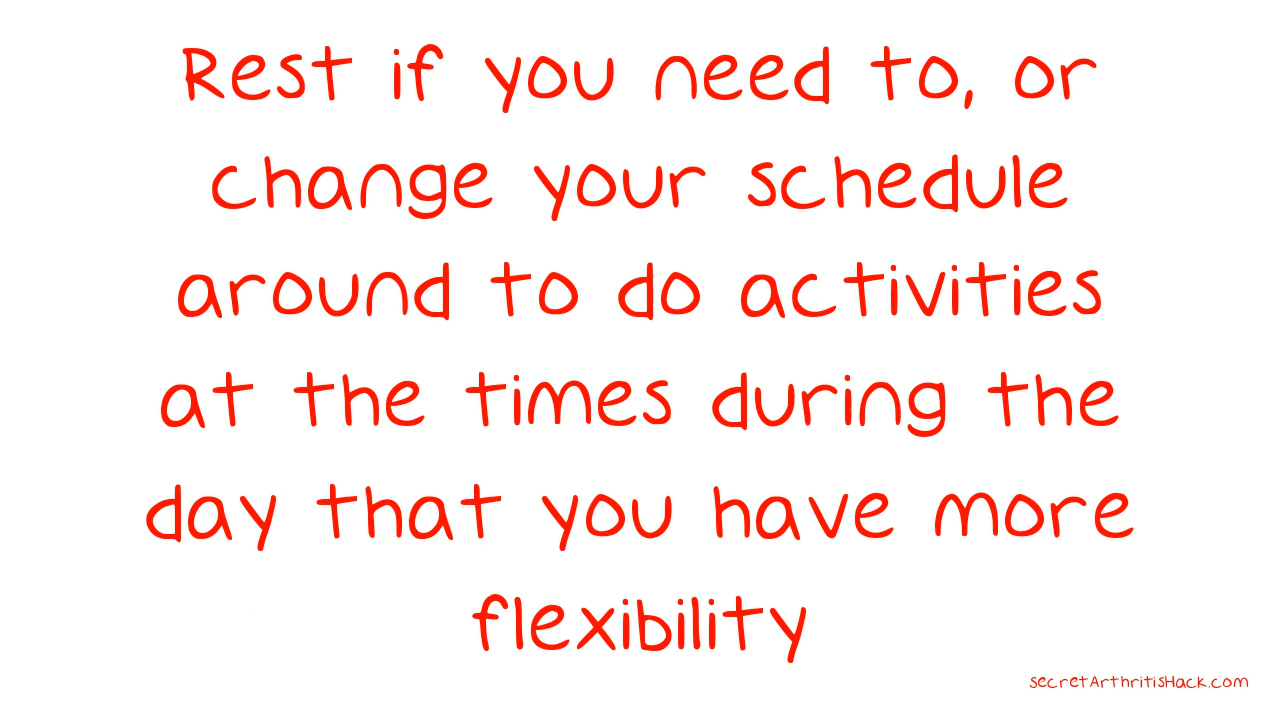 Rest if you need to, or
change your schedule
around to do activities
at the times during the
day that you have more
flexibility
secretArthritisHack.com